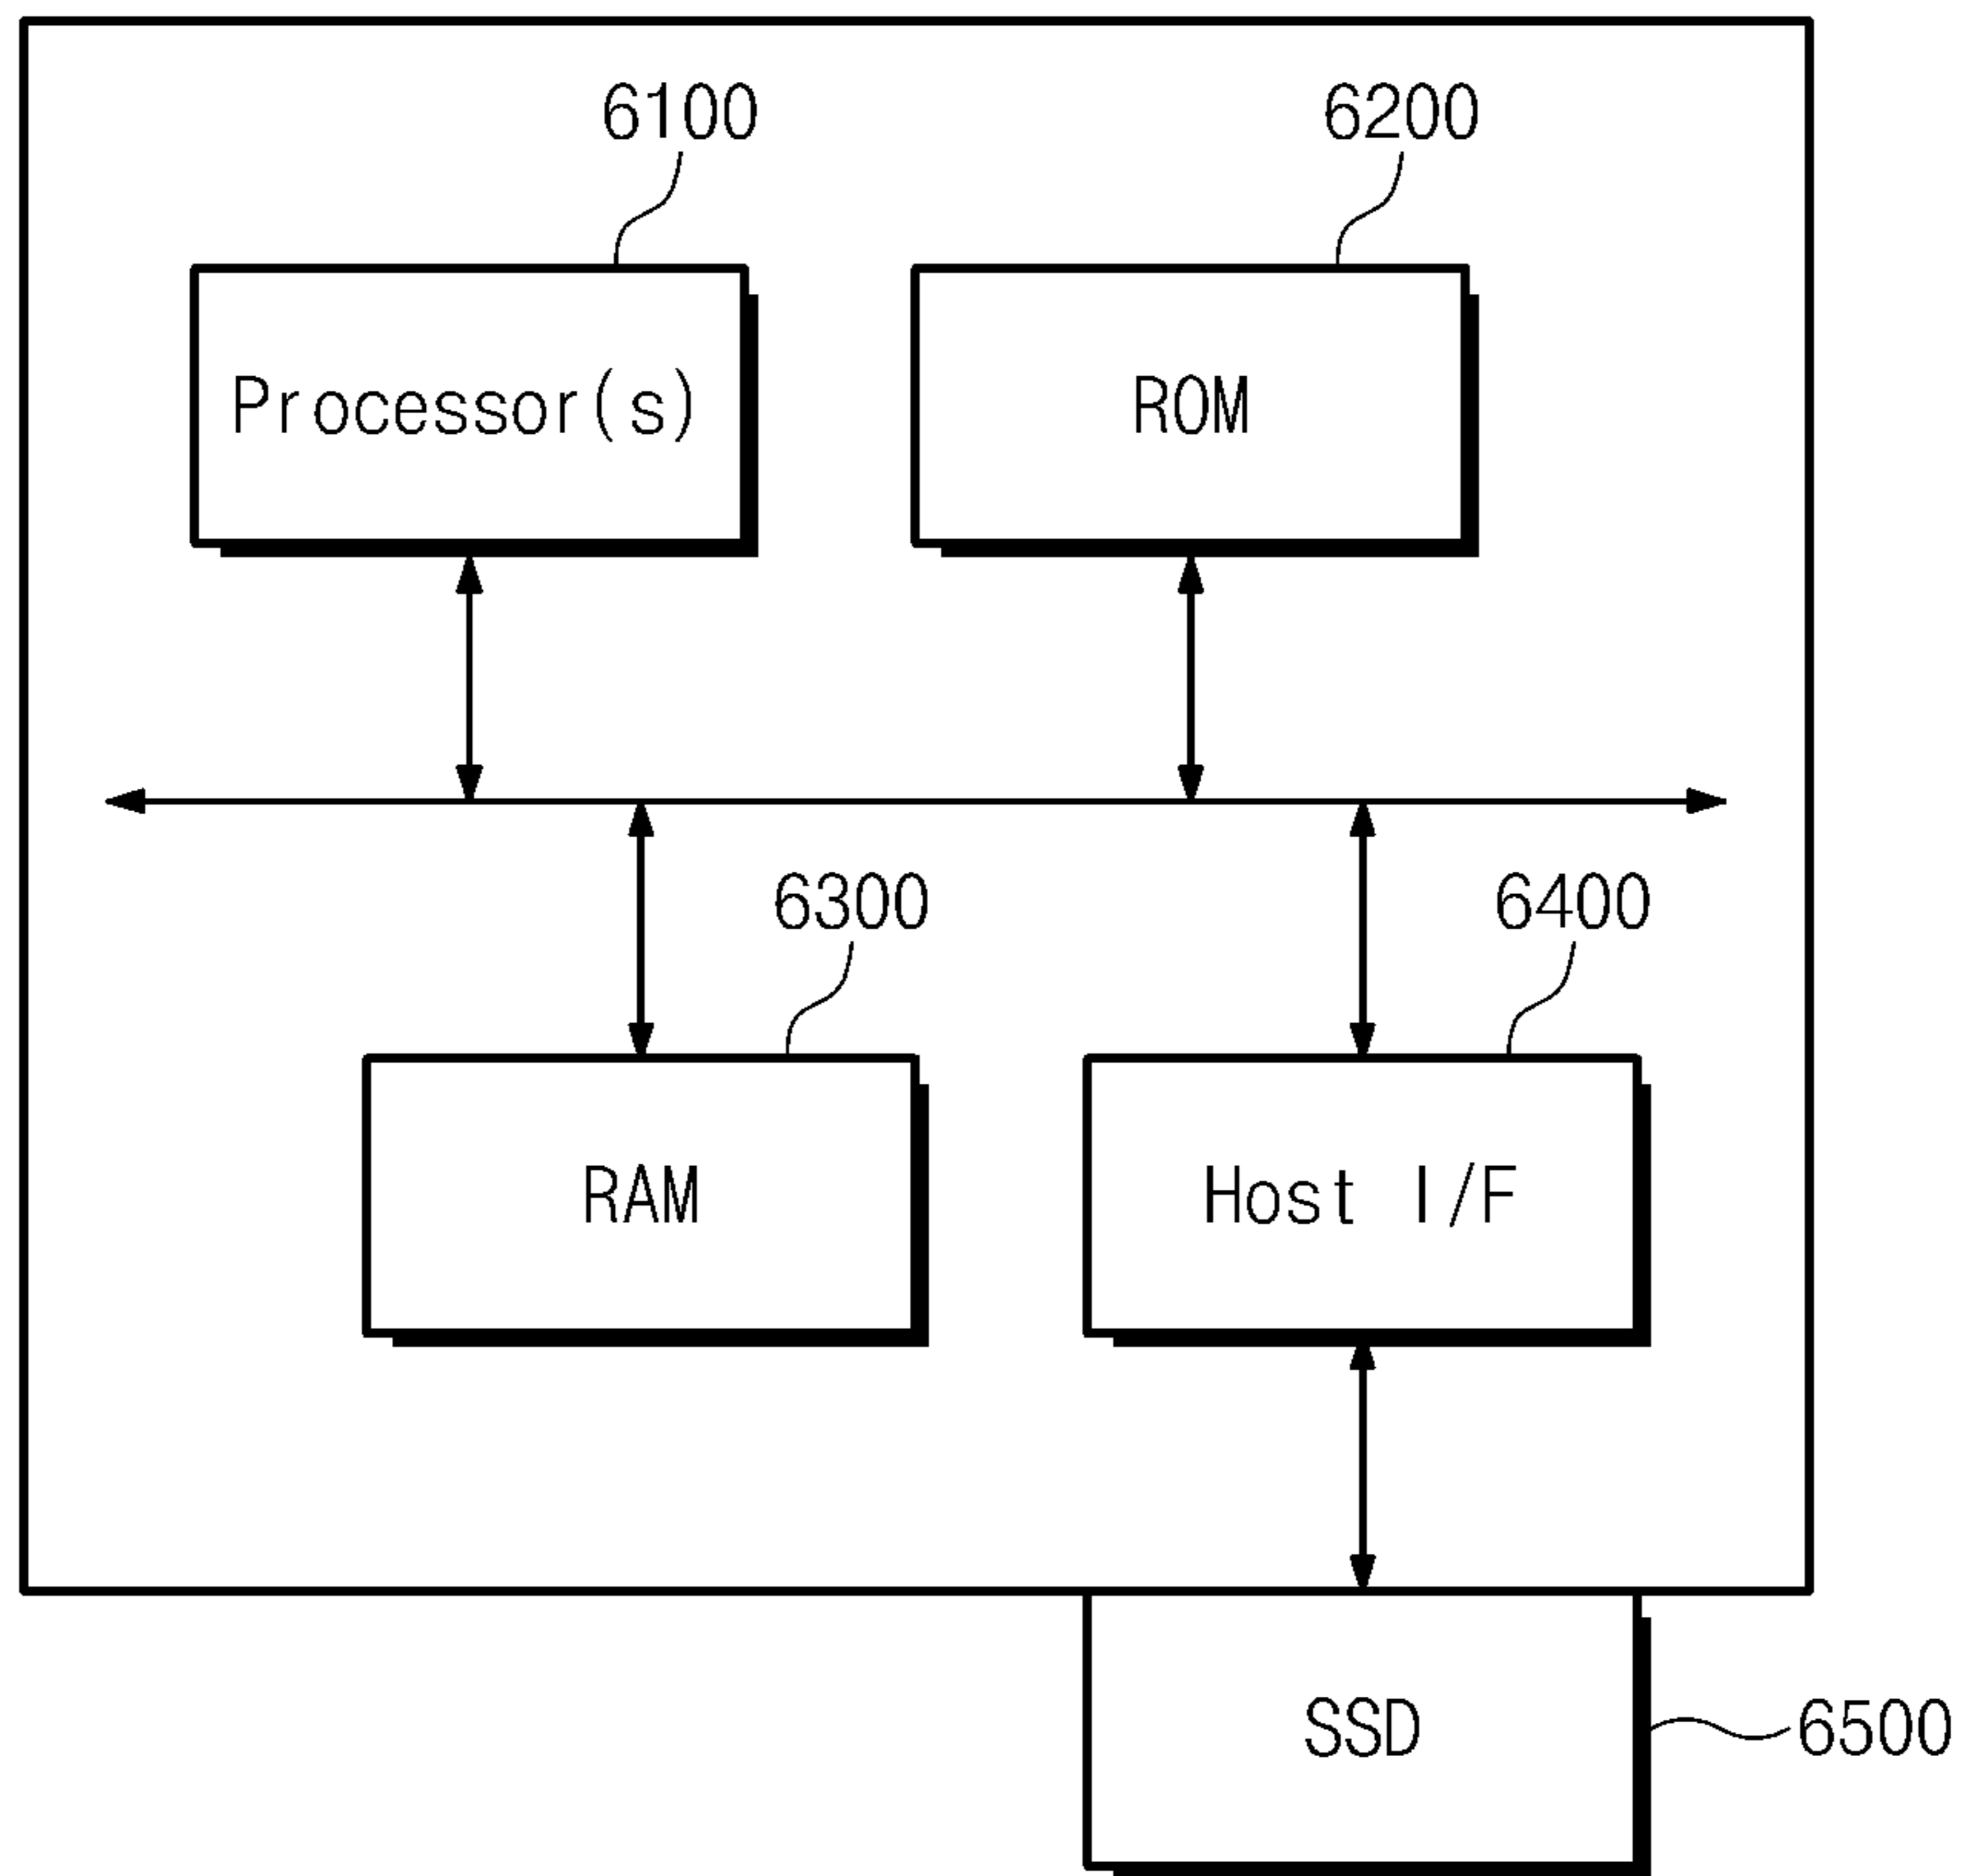 6100
6200
Processor(s)
ROM
6300
6400
RAM
Host I/F
SSD
6500